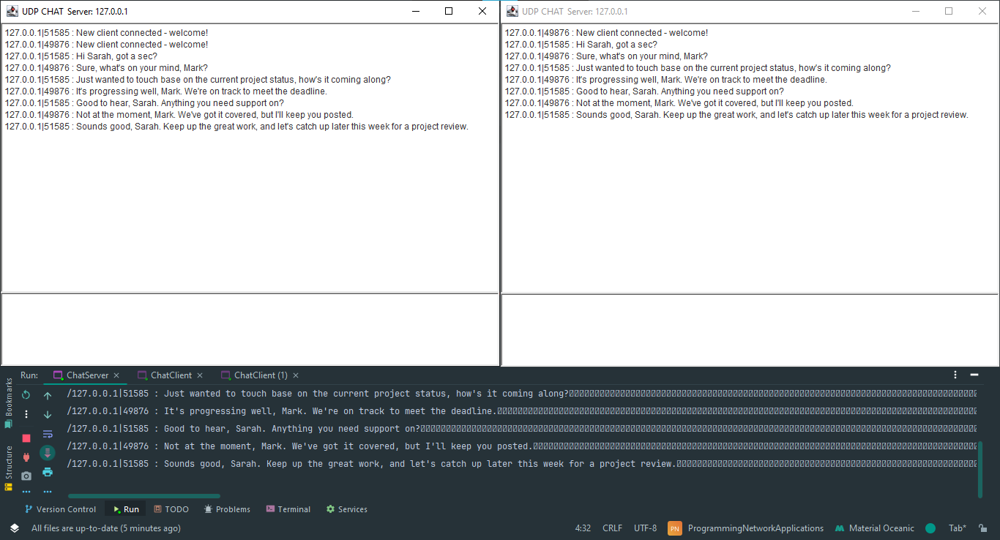 UDP CHAT Server: 127.0.0.1
127.0.0.1|51585 : New client connected - welcome!
127.0.0.1|49876 : New client connected - welcome!
127.0.0.1|51585 : Hi Sarah, got a sec?
127.0.0.1|49876 : Sure, what's on your mind, Mark?
127.0.0.1|51585 : Just wanted to touch base on the current project status, how's it coming along?
127.0.0.1|49876 : It's progressing well, Mark. We're on track to meet the deadline.
127.0.0.1|51585 : Good to hear, Sarah. Anything you need support on?
127.0.0.1|49876 : Not at the moment, Mark. We've got it covered, but I'll keep you posted.
127.0.0.1|51585 : Sounds good, Sarah. Keep up the great work, and let's catch up later this week for a project review.
UDP CHAT Server: 127.0.0.1
127.0.0.1|49876 : New client connected - welcome!
127.0.0.1|51585 : Hi Sarah, got a sec?
127.0.0.1|49876 : Sure, what's on your mind, Mark?
127.0.0.1|51585 : Just wanted to touch base on the current project status, how's it coming along?
127.0.0.1|49876 : It's progressing well, Mark. We're on track to meet the deadline.
127.0.0.1|51585 : Good to hear, Sarah. Anything you need support on?
127.0.0.1|49876 : Not at the moment, Mark. We've got it covered, but I'll keep you posted.
127.0.0.1|51585 : Sounds good, Sarah. Keep up the great work, and let's catch up later this week for a project review.
Run: ChatServer ChatClient ChatClient (1)
/127.0.0.1|51585 : Just wanted to touch base on the current project status, how's it coming along?
/127.0.0.1|49876 : It's progressing well, Mark. We're on track to meet the deadline.
/127.0.0.1|51585 : Good to hear, Sarah. Anything you need support on?
/127.0.0.1|49876 : Not at the moment, Mark. We've got it covered, but I'll keep you posted.
/127.0.0.1|51585 : Sounds good, Sarah. Keep up the great work, and let's catch up later this week for a project review.
Bookmarks
Structure
Version Control Run TODO Problems Terminal Services
All files are up-to-date (5 minutes ago) 4:32 CRLF UTF-8 PN ProgrammingNetworkApplications Material Oceanic Tab*